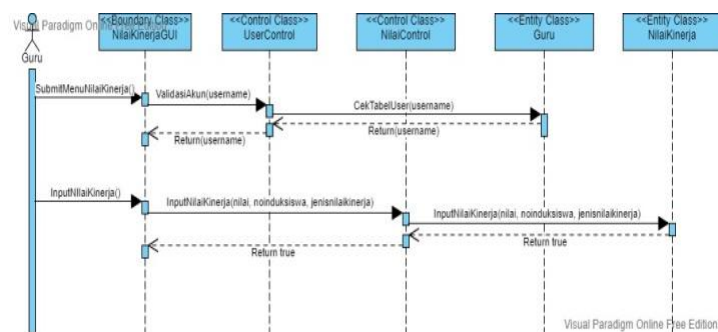 Visual Paradigm Online Free Edition
<<Boundary Class>>
NilaiKinerjaGUI
<<Control Class>>
UserControl
<<Control Class>>
NilaiControl
<<Entity Class>>
Guru
<<Entity Class>>
NilaiKinerja
Guru
SubmitMenuNilaiKinerja()
ValidasiAkun(username)
CekTabelUser(username)
Return(username)
Return(username)
InputNIlaiKinerja()
InputNilaiKinerja(nilai, noinduksiswa, jenisnilaikinerja)
InputNilaiKinerja(nilai, noinduksiswa, jenisnilaikinerja)
Return true
Return true
Visual Paradigm Online Free Edition